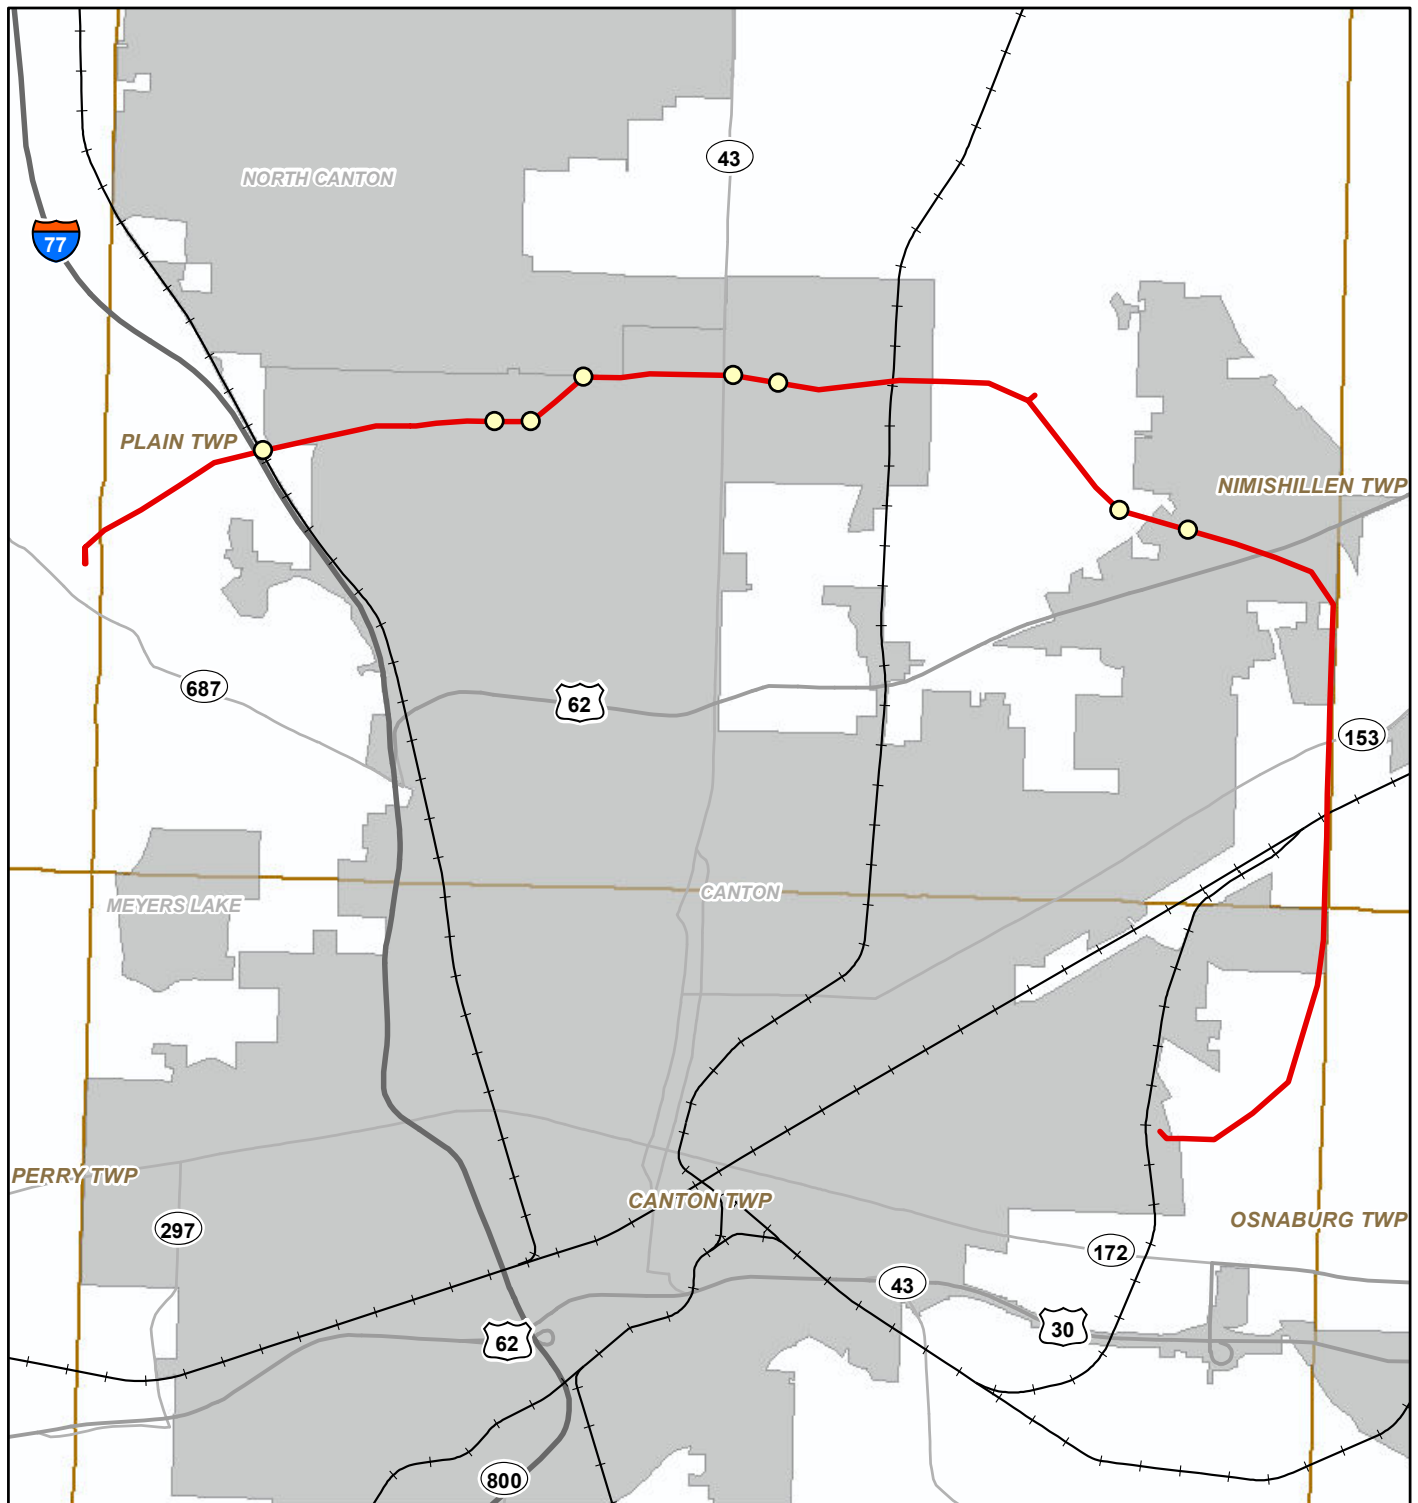 43
NORTH CANTON
77
PLAIN TWP
NIMISHILLEN TWP
687
62
153
CANTON
MEYERS LAKE
PERRY TWP
CANTON TWP
OSNABURG TWP
297
172
43
30
62
800